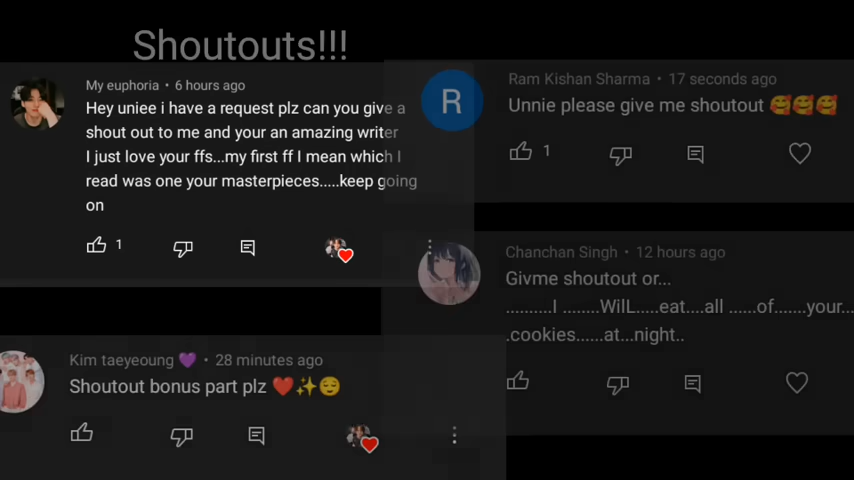 Shoutouts!!!
My euphoria • 6 hours ago
Hey uniee i have a request plz can you give a
shout out to me and your an amazing writer
I just love your ffs...my first ff I mean which I
read was one your masterpieces.....keep going
on
1
R
Ram Kishan Sharma • 17 seconds ago
Unnie please give me shoutout 🥰🥰🥰
1
Chanchan Singh • 12 hours ago
Givme shoutout or...
..........I .......WilL.....eat....all ......of.......your...
.cookies......at...night..
Kim taeyeoung 💜 • 28 minutes ago
Shoutout bonus part plz ❤️✨😌